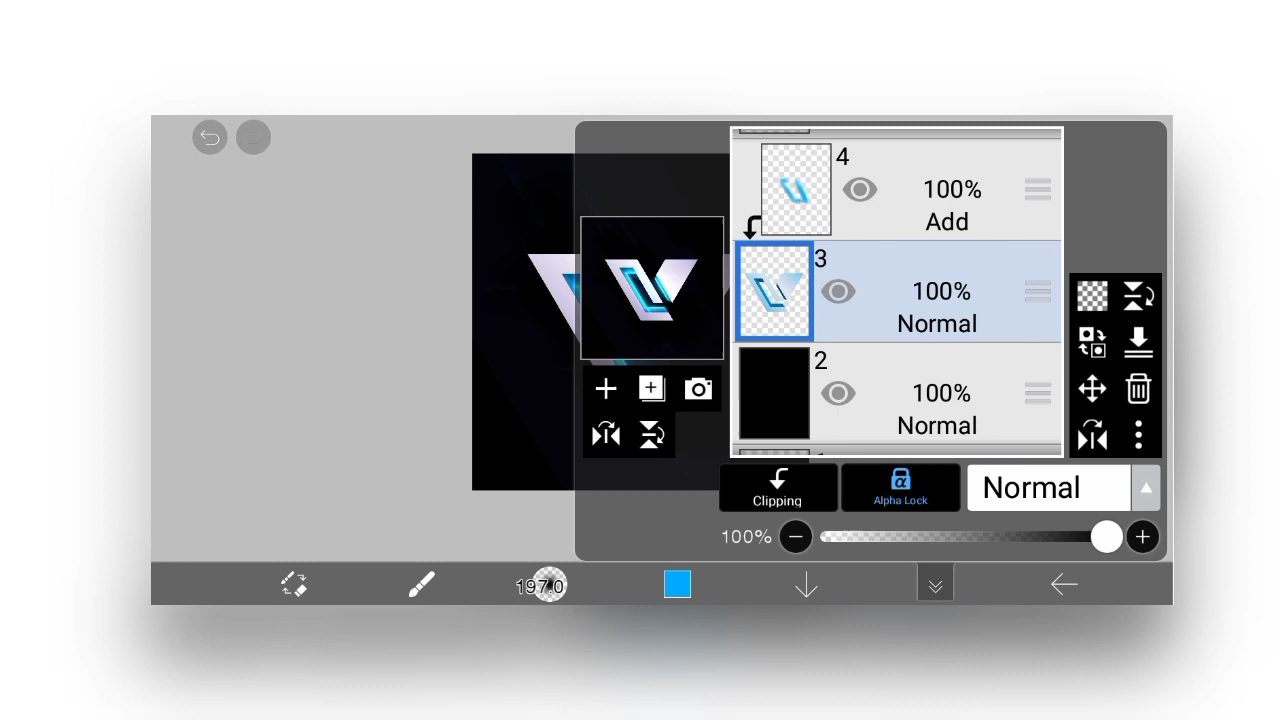 4
100%
Add
3
100%
Normal
2
100%
Normal
Clipping
α
Alpha Lock
Normal
100%
197.0